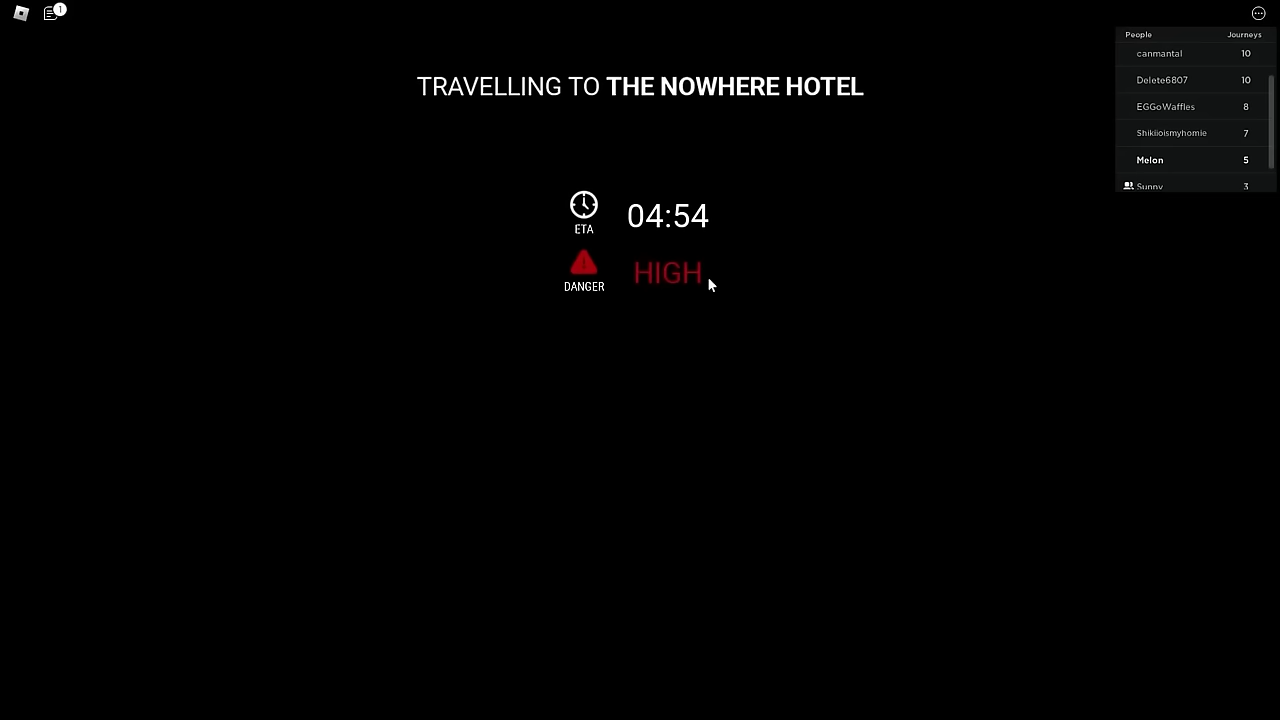 1
People Journeys
canmantal 10
Delete6807 10
EGGoWaffles 8
Shikiioismyhomie 7
Melon 5
Sunny 3
TRAVELLING TO THE NOWHERE HOTEL
ETA 04:54
DANGER HIGH